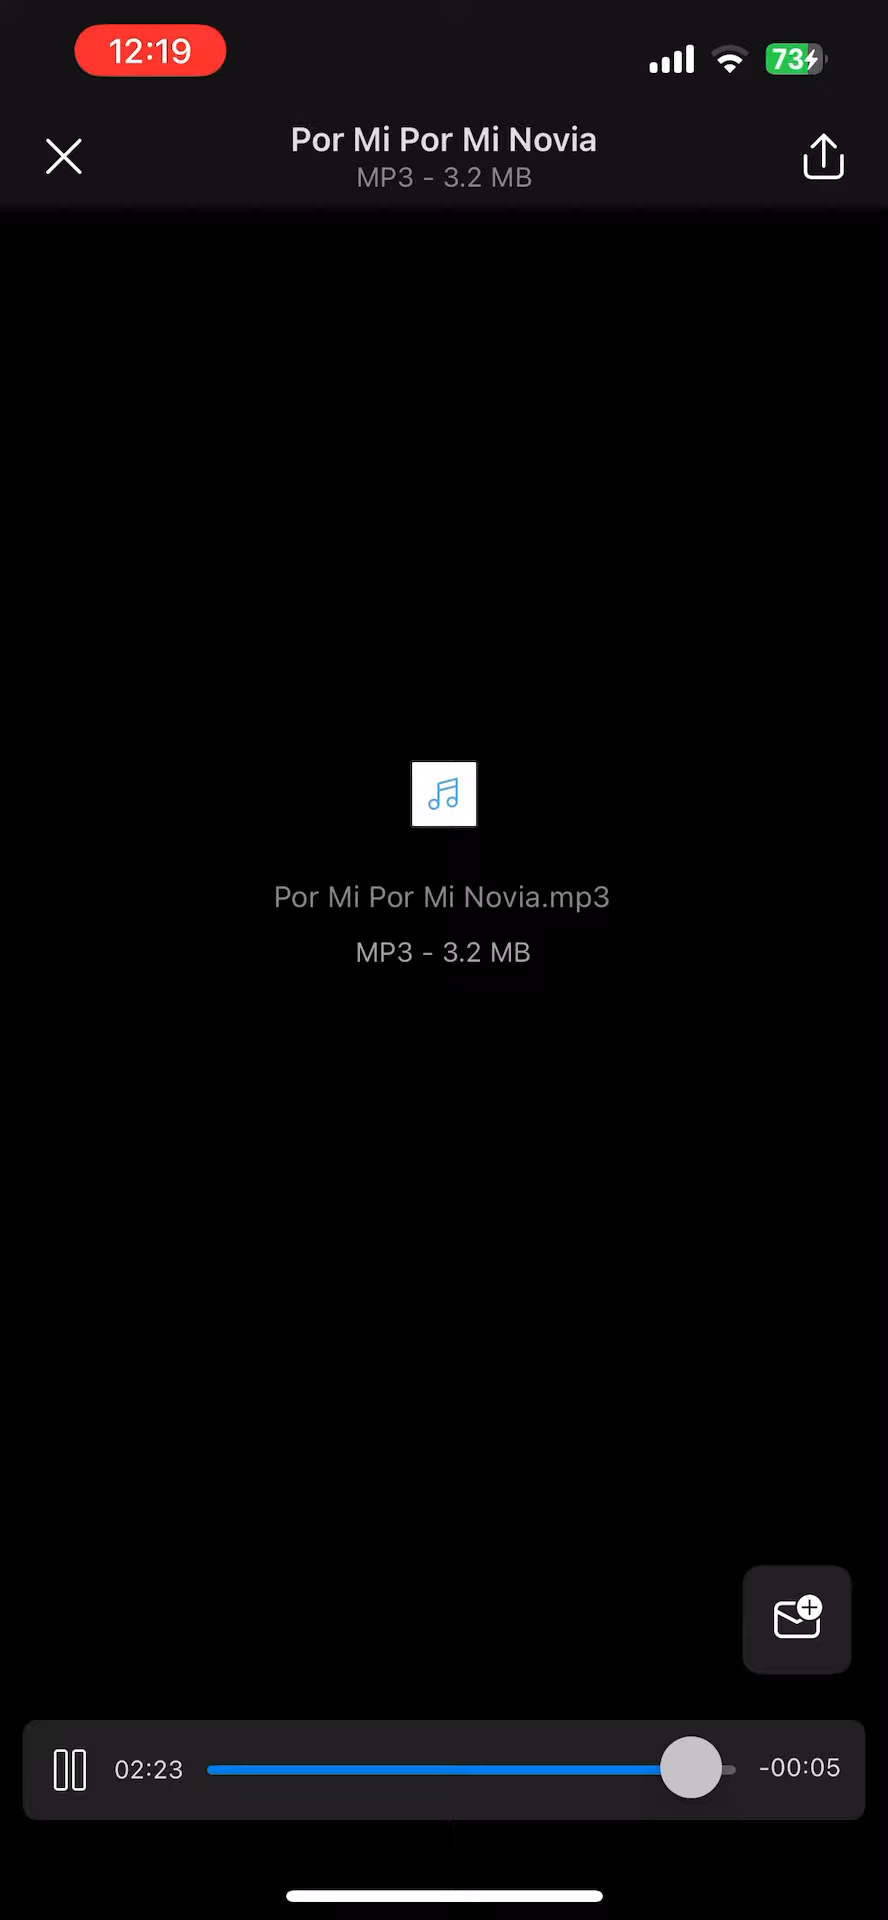 12:19
73
Por Mi Por Mi Novia
MP3 - 3.2 MB
Por Mi Por Mi Novia.mp3
MP3 - 3.2 MB
02:23
-00:05